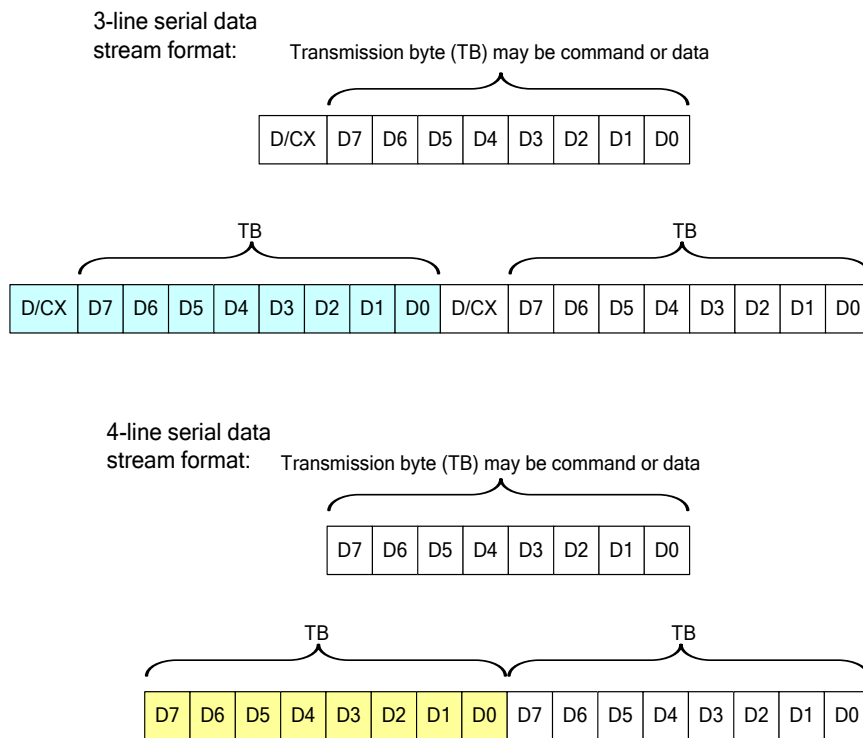 3-line serial data
stream format:
Transmission byte (TB) may be command or data
D/CX D7 D6 D5 D4 D3 D2 D1 D0
TB TB
D/CX D7 D6 D5 D4 D3 D2 D1 D0 D/CX D7 D6 D5 D4 D3 D2 D1 D0
4-line serial data
stream format:
Transmission byte (TB) may be command or data
D7 D6 D5 D4 D3 D2 D1 D0
TB TB
D7 D6 D5 D4 D3 D2 D1 D0 D7 D6 D5 D4 D3 D2 D1 D0